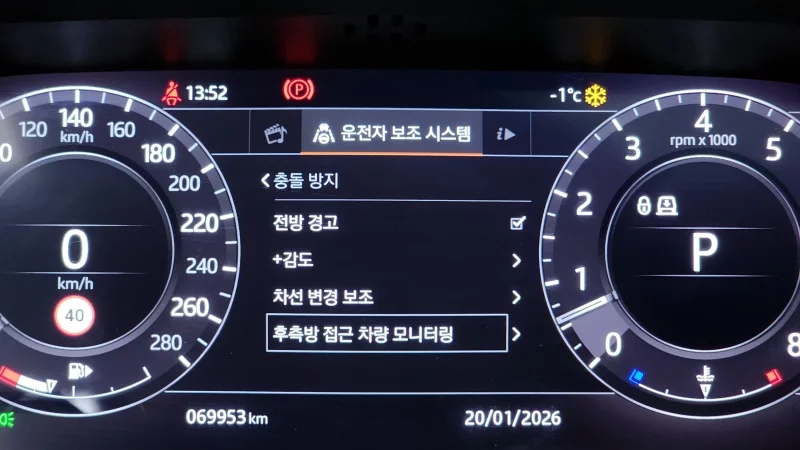 13:52
P
-1°c
운전자 보조 시스템
i
충돌 방지
전방 경고
+감도
차선 변경 보조
후측방 접근 차량 모니터링
0
120
140
km/h
160
180
200
220
240
260
280
0
km/h
40
0
1
2
3
4
5
8
rpm x 1000
P
069953 km
20/01/2026